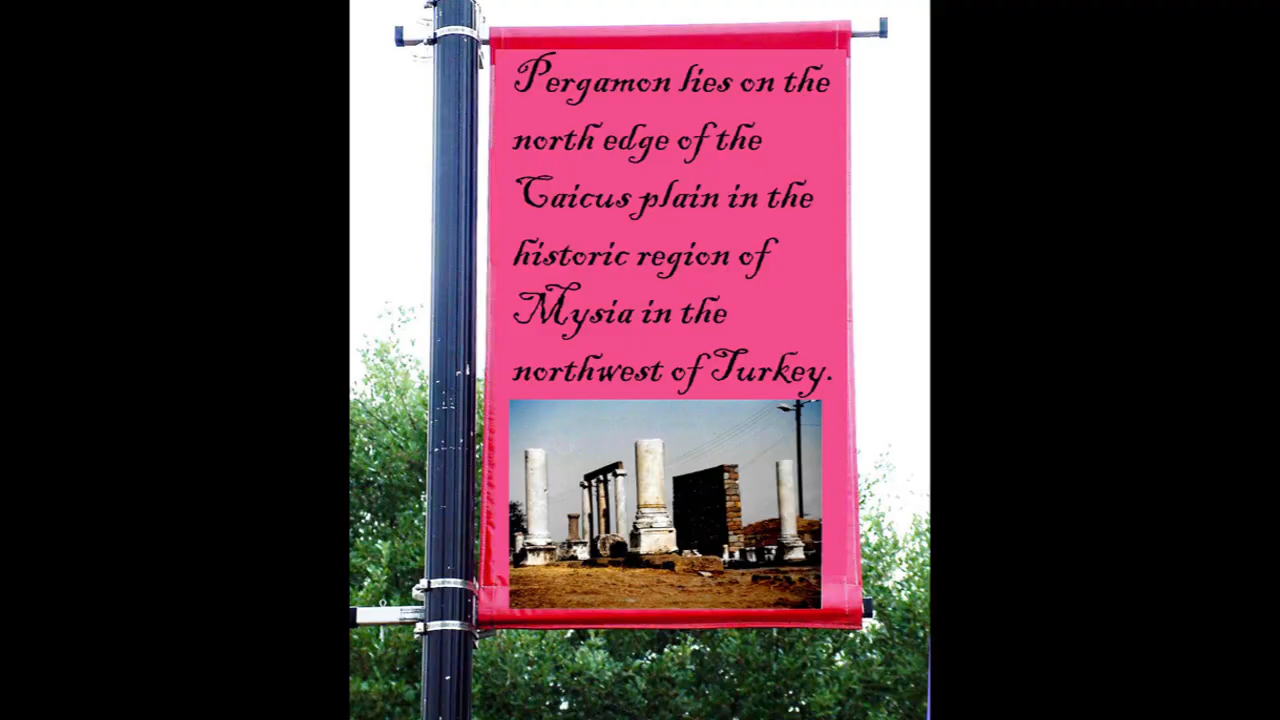 Pergamon lies on the
north edge of the
Caicus plain in the
historic region of
Mysia in the
northwest of Turkey.